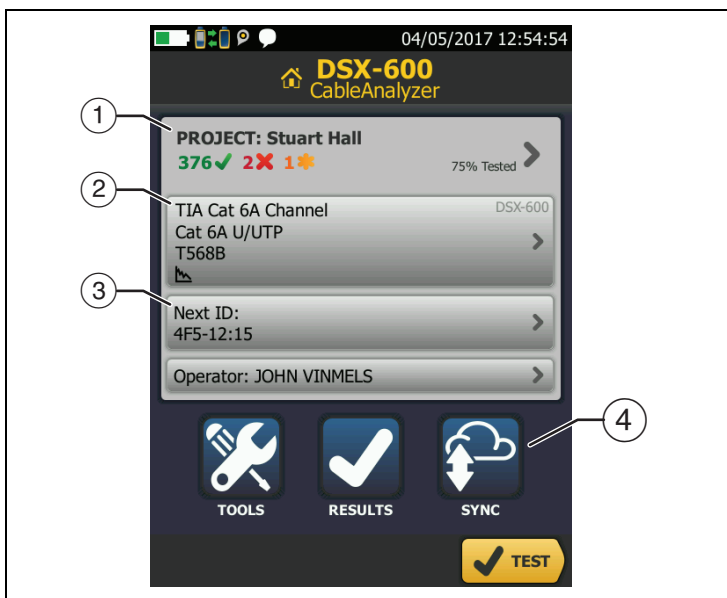 04/05/2017 12:54:54
DSX-600
CableAnalyzer
1
PROJECT: Stuart Hall
376 2 1
75% Tested
2
TIA Cat 6A Channel
DSX-600
Cat 6A U/UTP
T568B
3
Next ID:
4F5-12:15
Operator: JOHN VINMELS
4
TOOLS
RESULTS
SYNC
TEST